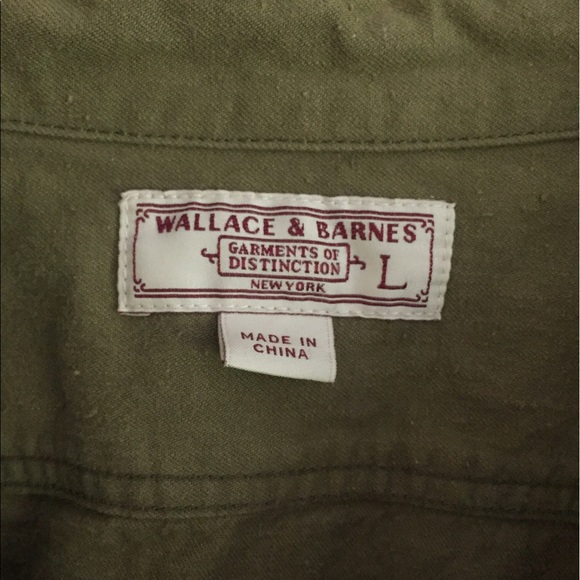 WALLACE & BARNES
GARMENTS OF
DISTINCTION
NEW YORK
L
MADE IN
CHINA